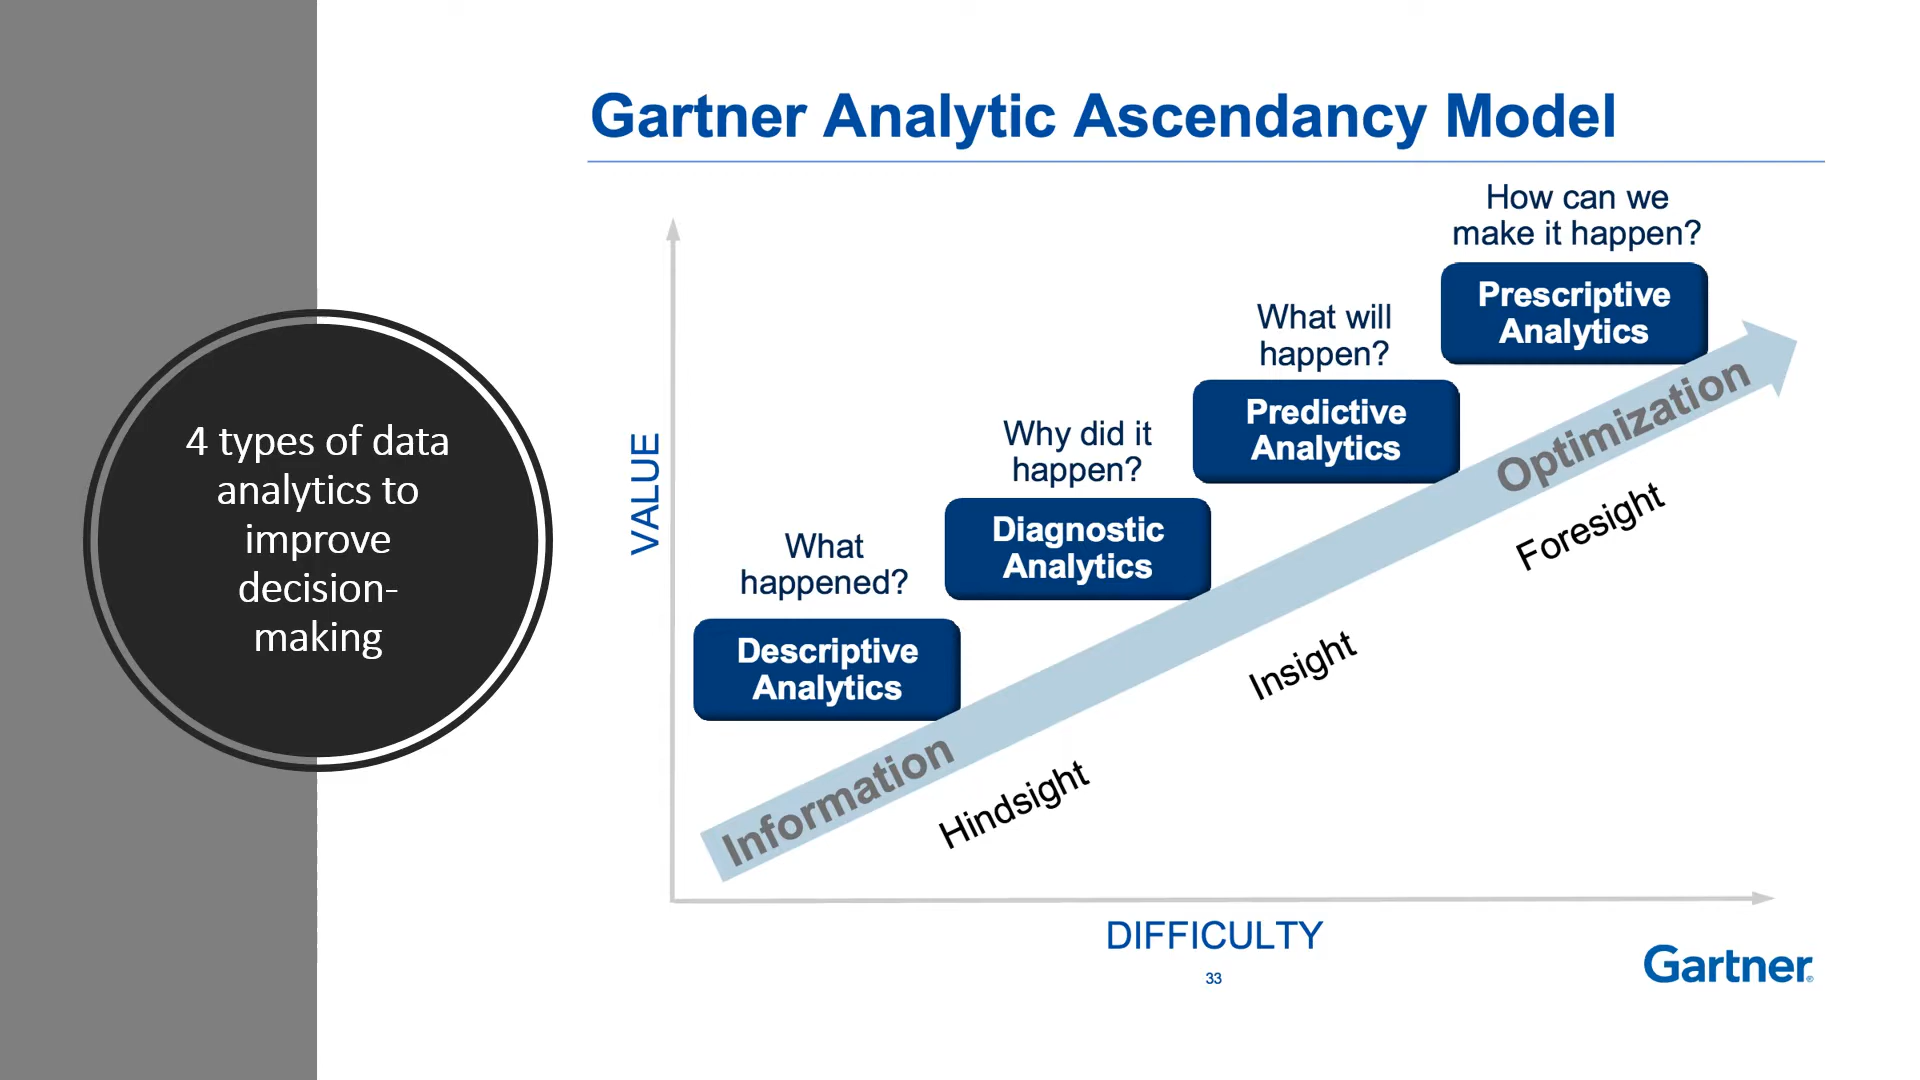 4 types of data
analytics to
improve
decision-
making
Gartner Analytic Ascendancy Model
How can we
make it happen?
Prescriptive
Analytics
What will
happen?
Predictive
Analytics
Why did it
happen?
Diagnostic
Analytics
What
happened?
Descriptive
Analytics
VALUE
Information
Optimization
Hindsight
Insight
Foresight
DIFFICULTY
33
Gartner®